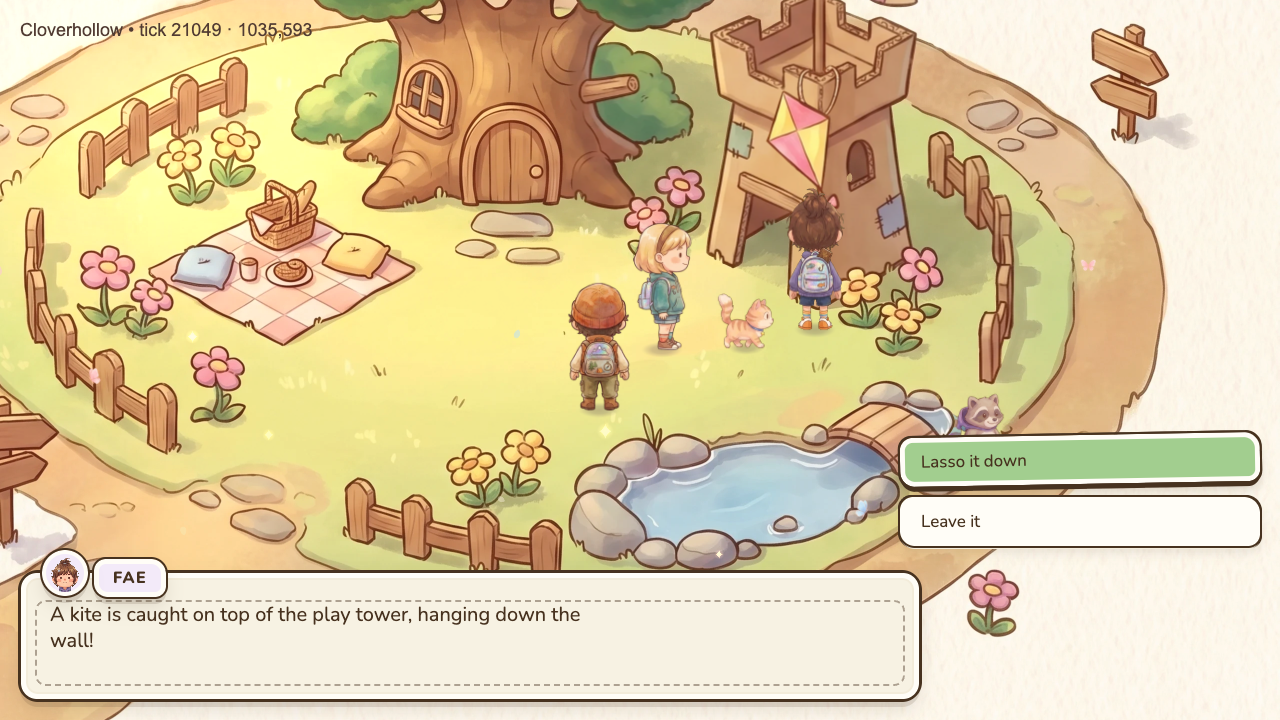 Cloverhollow • tick 21049 · 1035,593
Lasso it down
Leave it
FAE
A kite is caught on top of the play tower, hanging down the
wall!